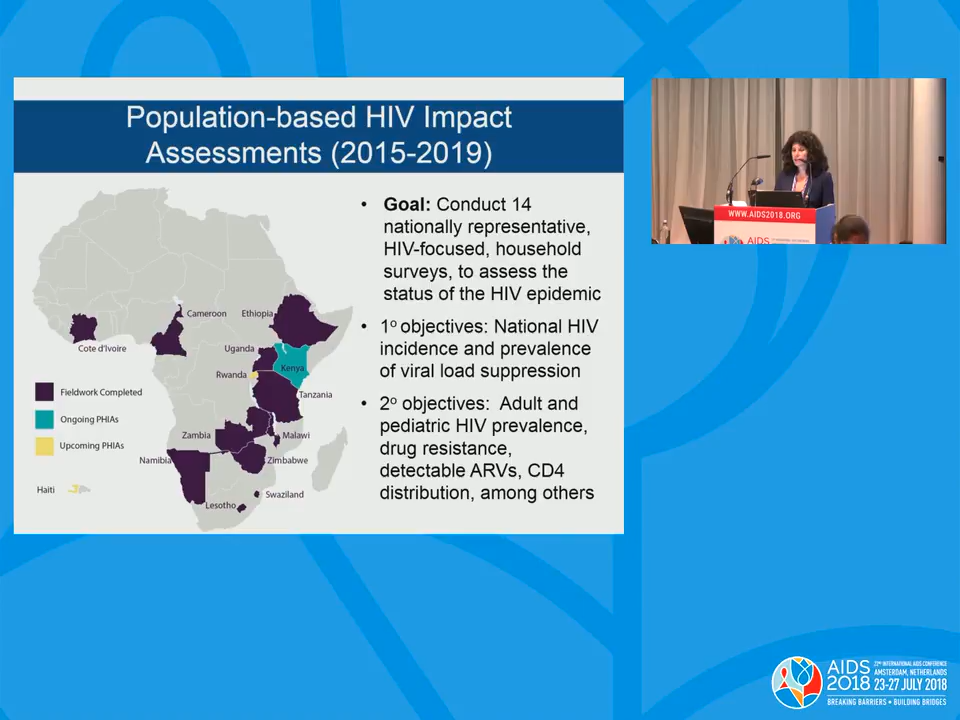 Population-based HIV Impact
Assessments (2015-2019)
• Goal: Conduct 14
nationally representative,
HIV-focused, household
surveys, to assess the
status of the HIV epidemic
• 1º objectives: National HIV
incidence and prevalence
of viral load suppression
• 2º objectives: Adult and
pediatric HIV prevalence,
drug resistance,
detectable ARVs, CD4
distribution, among others
Cameroon
Ethiopia
Cote d'Ivoire
Uganda
Kenya
Rwanda
Tanzania
Fieldwork Completed
Ongoing PHIAs
Upcoming PHIAs
Zambia
Malawi
Namibia
Zimbabwe
Haiti
Swaziland
Lesotho
WWW.AIDS2018.ORG
AIDS
AIDS 2018
22ND INTERNATIONAL AIDS CONFERENCE
AMSTERDAM, NETHERLANDS
23-27 JULY 2018
BREAKING BARRIERS • BUILDING BRIDGES